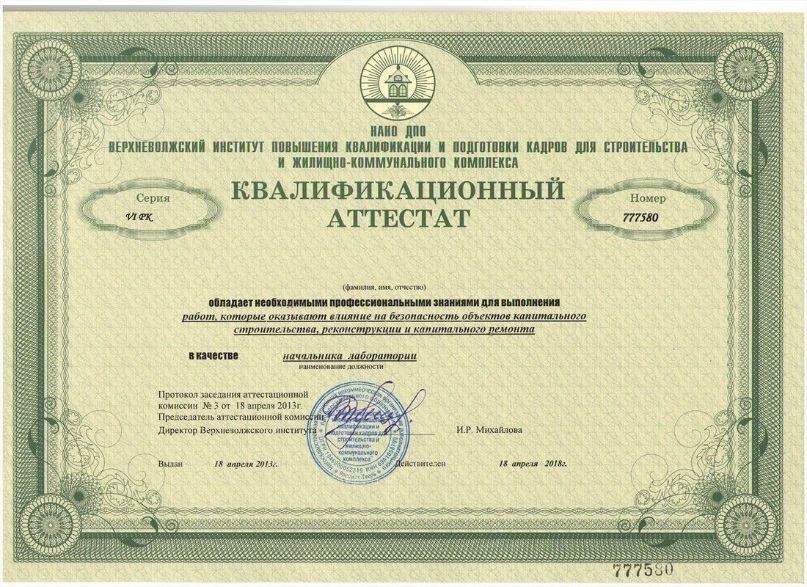 НАНО ДПО
ВЕРХНЕВОЛЖСКИЙ ИНСТИТУТ ПОВЫШЕНИЯ КВАЛИФИКАЦИИ И ПОДГОТОВКИ КАДРОВ ДЛЯ СТРОИТЕЛЬСТВА
И ЖИЛИЩНО-КОММУНАЛЬНОГО КОМПЛЕКСА
КВАЛИФИКАЦИОННЫЙ
АТТЕСТАТ
Серия
VI PK
Номер
777580
(фамилия, имя, отчество)
обладает необходимыми профессиональными знаниями для выполнения
работ, которые оказывают влияние на безопасность объектов капитального
строительства, реконструкции и капитального ремонта
в качестве начальника лаборатории
наименование должности
Протокол заседания аттестационной
комиссии № 3 от 18 апреля 2013г.
Председатель аттестационной комиссии
Директор Верхневолжского института И.Р. Михайлова
Выдан 18 апреля 2013г. Действителен 18 апреля 2018г.
квалификации и
подготовки кадров для
строительства и
жилищно-
коммунального
комплекса
777580